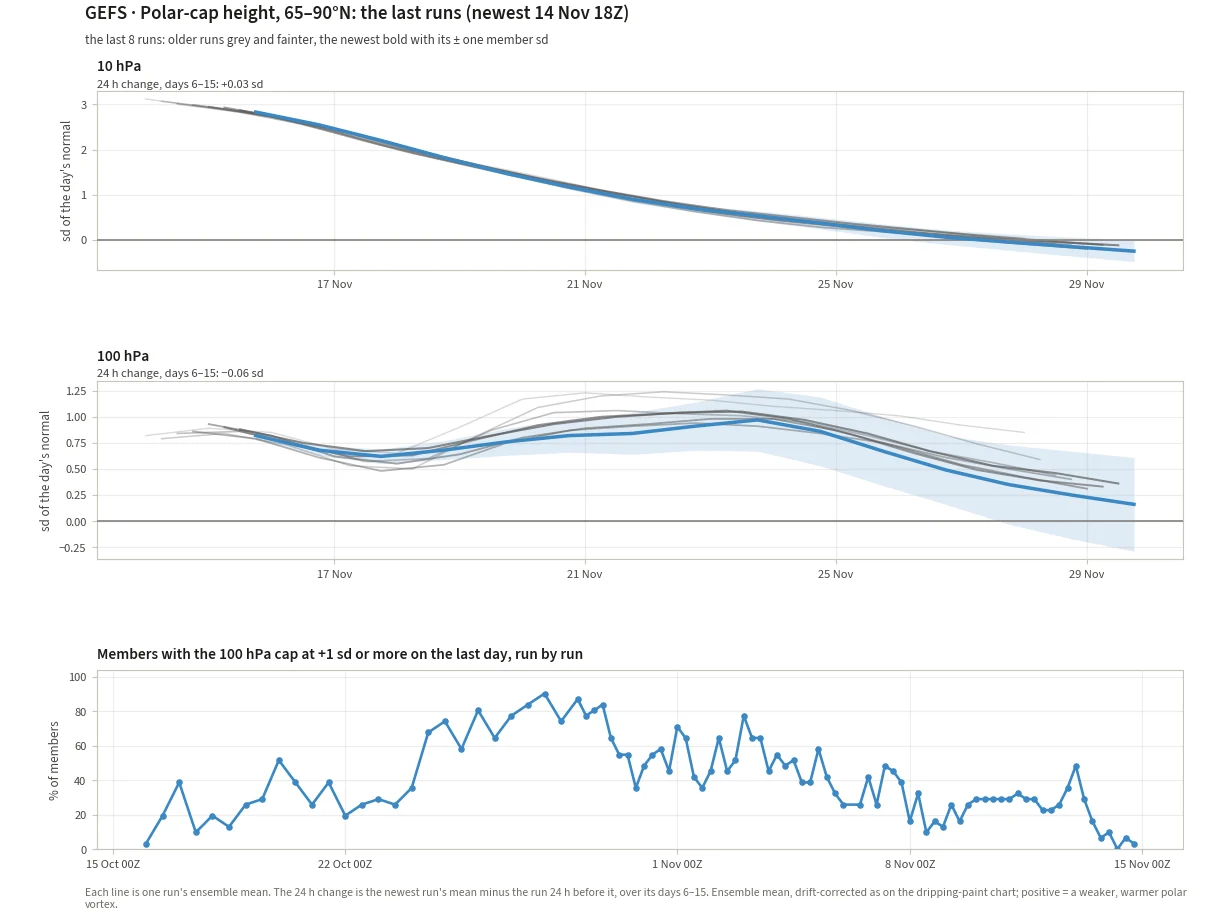 GEFS · Polar-cap height, 65–90°N: the last runs (newest 14 Nov 18Z)
the last 8 runs: older runs grey and fainter, the newest bold with its ± one member sd
10 hPa
24 h change, days 6–15: +0.03 sd
3
2
1
0
sd of the day's normal
17 Nov 21 Nov 25 Nov 29 Nov
100 hPa
24 h change, days 6–15: −0.06 sd
1.25
1.00
0.75
0.50
0.25
0.00
−0.25
sd of the day's normal
17 Nov 21 Nov 25 Nov 29 Nov
Members with the 100 hPa cap at +1 sd or more on the last day, run by run
100
80
60
40
20
0
% of members
15 Oct 00Z 22 Oct 00Z 1 Nov 00Z 8 Nov 00Z 15 Nov 00Z
Each line is one run's ensemble mean. The 24 h change is the newest run's mean minus the run 24 h before it, over its days 6–15. Ensemble mean, drift-corrected as on the dripping-paint chart; positive = a weaker, warmer polar
vortex.